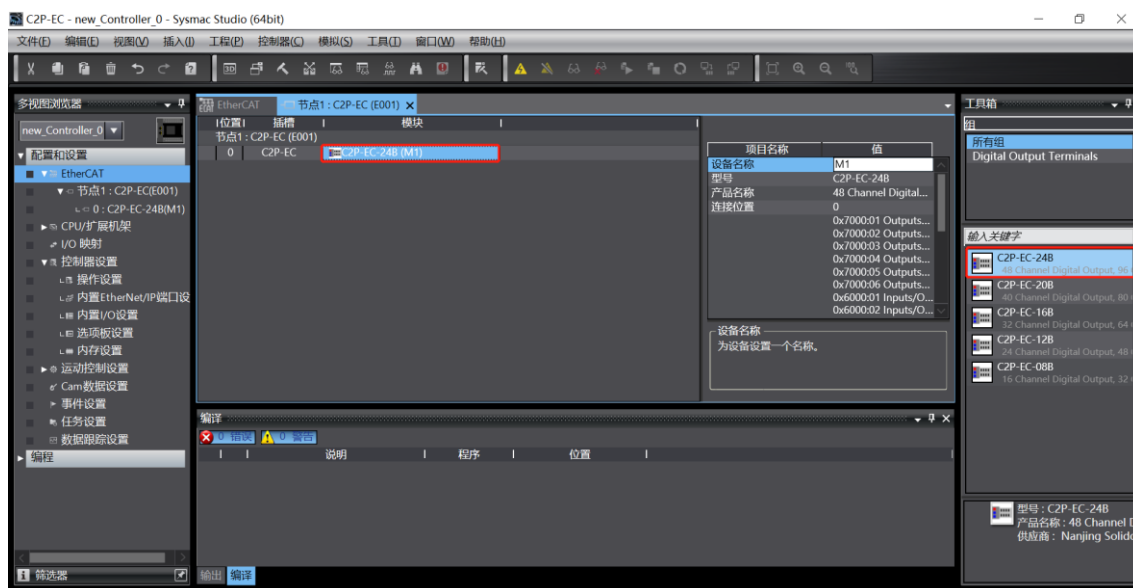 C2P-EC - new_Controller_0 - Sysmac Studio (64bit)
文件(F) 编辑(E) 视图(V) 插入(I) 工程(P) 控制器(C) 模拟(S) 工具(T) 窗口(W) 帮助(H)
多视图浏览器
new_Controller_0
配置和设置
EtherCAT
节点1 : C2P-EC(E001)
0 : C2P-EC-24B(M1)
CPU/扩展机架
I/O 映射
控制器设置
操作设置
内置EtherNet/IP端口设
内置I/O设置
选项板设置
内存设置
运动控制设置
Cam数据设置
事件设置
任务设置
数据跟踪设置
编程
筛选器
EtherCAT 节点1 : C2P-EC (E001)
位置 插槽 模块
节点1 : C2P-EC (E001)
0 C2P-EC C2P-EC-24B (M1)
项目名称 值
设备名称 M1
型号 C2P-EC-24B
产品名称 48 Channel Digital...
连接位置 0
0x7000:01 Outputs...
0x7000:02 Outputs...
0x7000:03 Outputs...
0x7000:04 Outputs...
0x7000:05 Outputs...
0x7000:06 Outputs...
0x6000:01 Inputs/O...
0x6000:02 Inputs/O...
设备名称
为设备设置一个名称。
编译
0 错误 0 警告
说明 程序 位置
输出 编译
工具箱
组
所有组
Digital Output Terminals
输入关键字
C2P-EC-24B
48 Channel Digital Output, 96
C2P-EC-20B
40 Channel Digital Output, 80
C2P-EC-16B
32 Channel Digital Output, 64
C2P-EC-12B
24 Channel Digital Output, 48
C2P-EC-08B
16 Channel Digital Output, 32
型号 : C2P-EC-24B
产品名称 : 48 Channel D
供应商 : Nanjing Solido